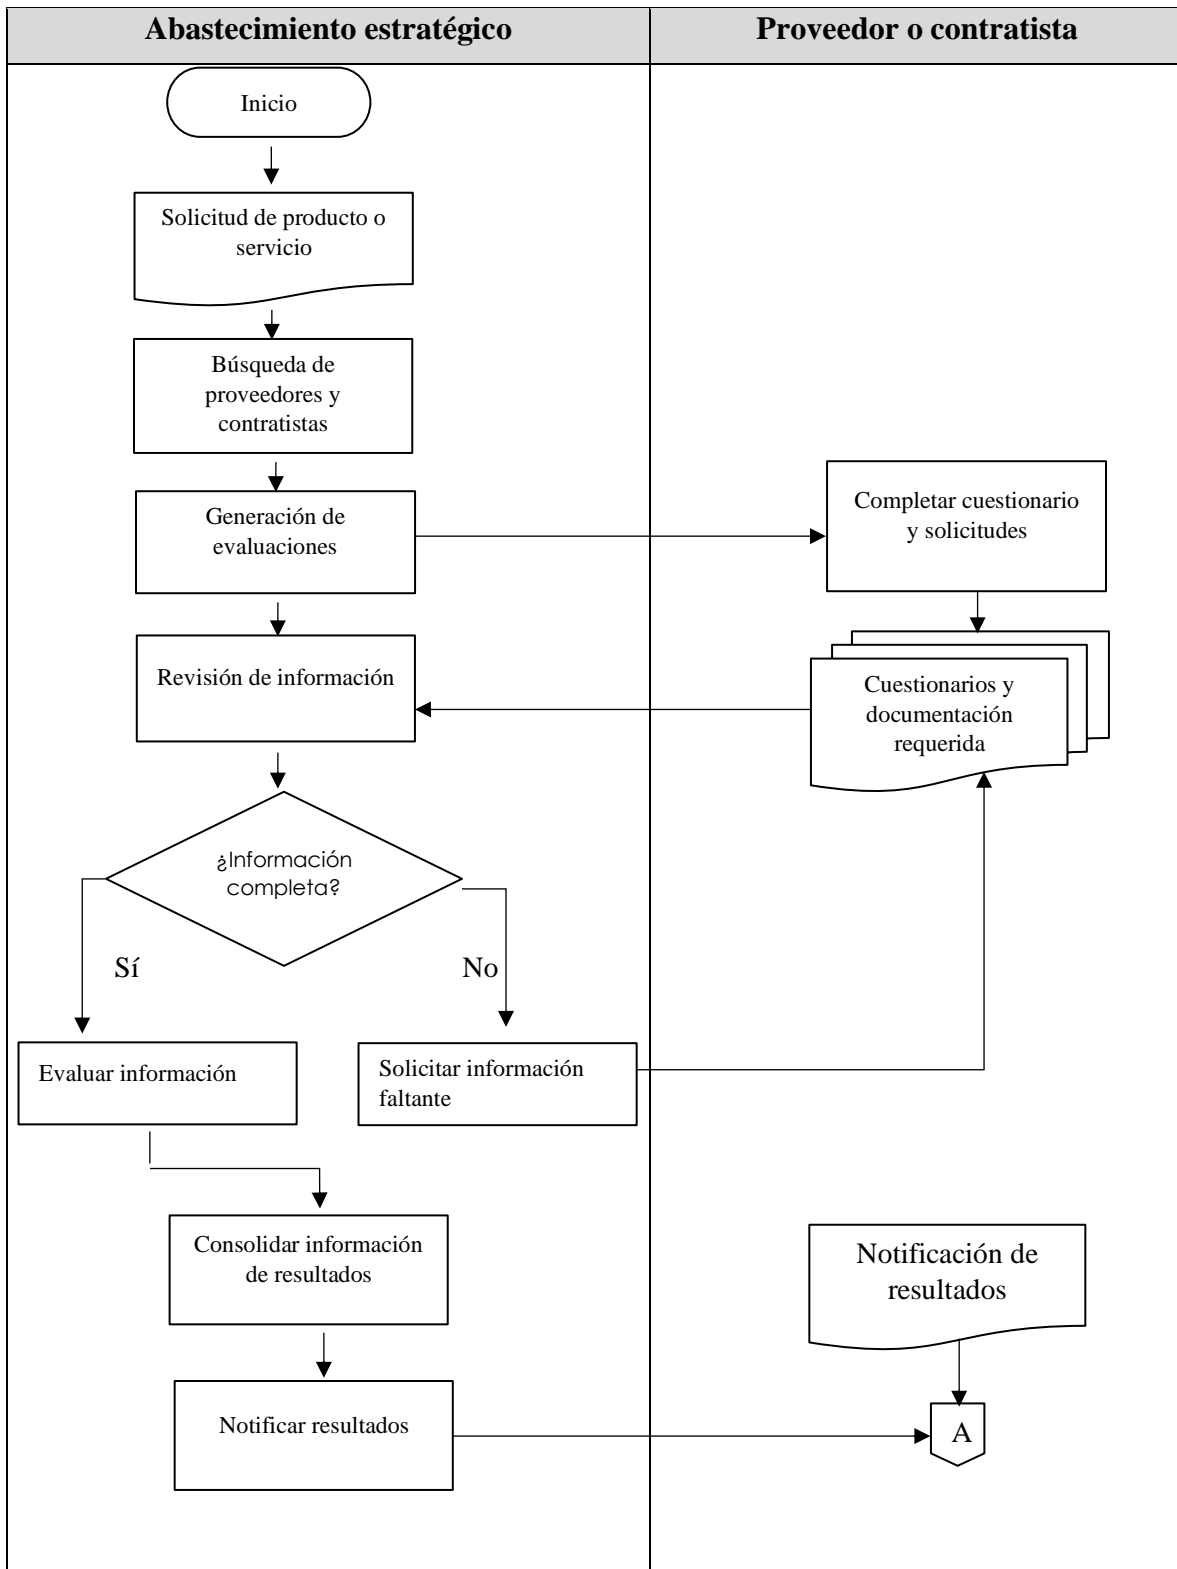 Abastecimiento estratégico
Proveedor o contratista
Inicio
Solicitud de producto o
servicio
Búsqueda de
proveedores y
contratistas
Generación de
evaluaciones
Completar cuestionario
y solicitudes
Revisión de información
Cuestionarios y
documentación
requerida
¿Información
completa?
Sí
No
Evaluar información
Solicitar información
faltante
Consolidar información
de resultados
Notificación de
resultados
Notificar resultados
A